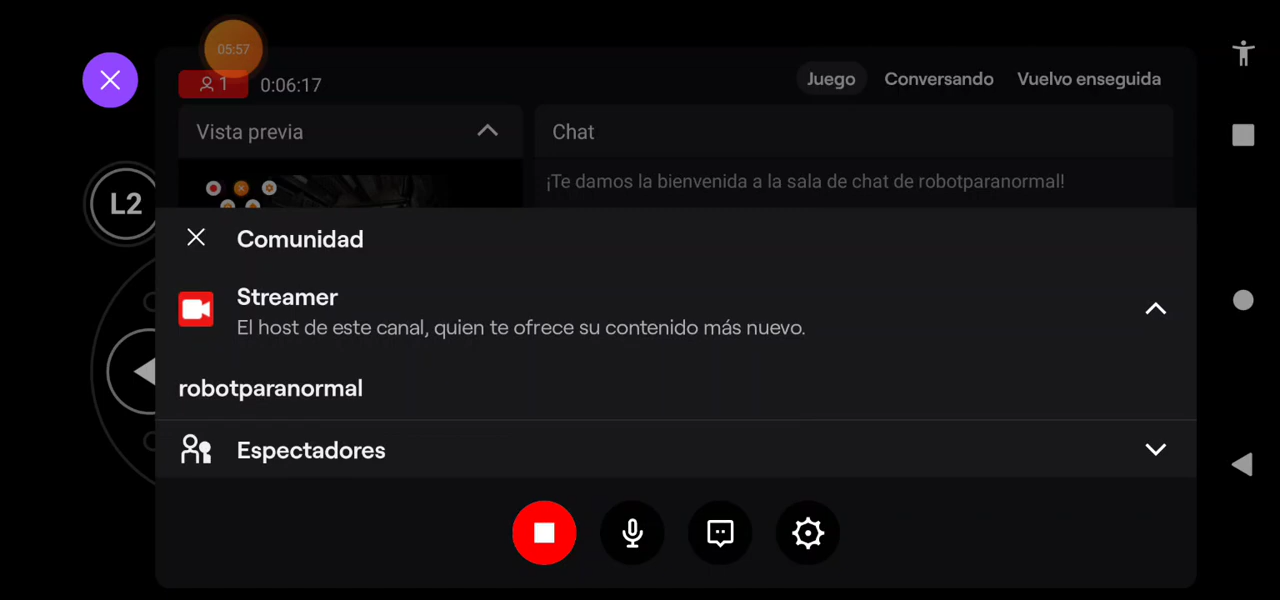 05:57
1
0:06:17
Juego
Conversando
Vuelvo enseguida
Vista previa
Chat
¡Te damos la bienvenida a la sala de chat de robotparanormal!
L2
Comunidad
Streamer
El host de este canal, quien te ofrece su contenido más nuevo.
robotparanormal
Espectadores